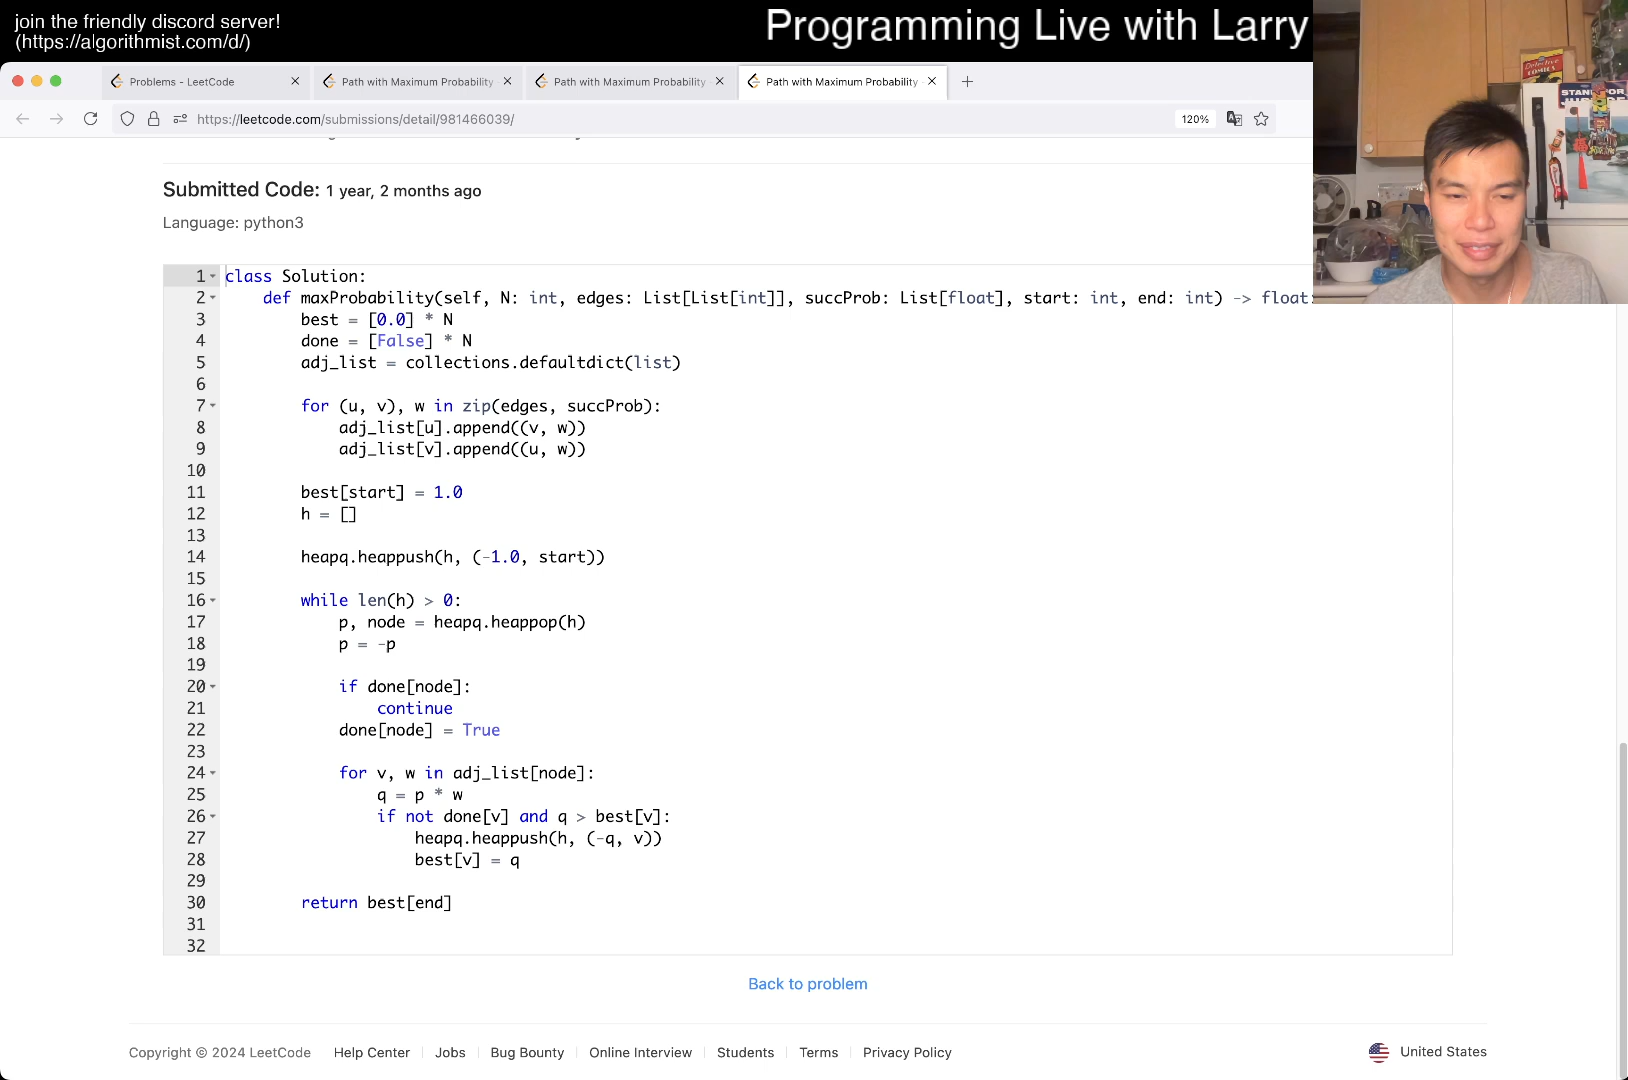 join the friendly discord server!
(https://algorithmist.com/d/)
Programming Live with Larry
Problems - LeetCode
Path with Maximum Probability
Path with Maximum Probability
Path with Maximum Probability
https://leetcode.com/submissions/detail/981466039/
120%
Submitted Code: 1 year, 2 months ago
Language: python3
1 class Solution:
2     def maxProbability(self, N: int, edges: List[List[int]], succProb: List[float], start: int, end: int) -> float:
3         best = [0.0] * N
4         done = [False] * N
5         adj_list = collections.defaultdict(list)
6
7         for (u, v), w in zip(edges, succProb):
8             adj_list[u].append((v, w))
9             adj_list[v].append((u, w))
10
11         best[start] = 1.0
12         h = []
13
14         heapq.heappush(h, (-1.0, start))
15
16         while len(h) > 0:
17             p, node = heapq.heappop(h)
18             p = -p
19
20             if done[node]:
21                 continue
22             done[node] = True
23
24             for v, w in adj_list[node]:
25                 q = p * w
26                 if not done[v] and q > best[v]:
27                     heapq.heappush(h, (-q, v))
28                     best[v] = q
29
30         return best[end]
31
32
Back to problem
Copyright © 2024 LeetCode
Help Center
Jobs
Bug Bounty
Online Interview
Students
Terms
Privacy Policy
United States